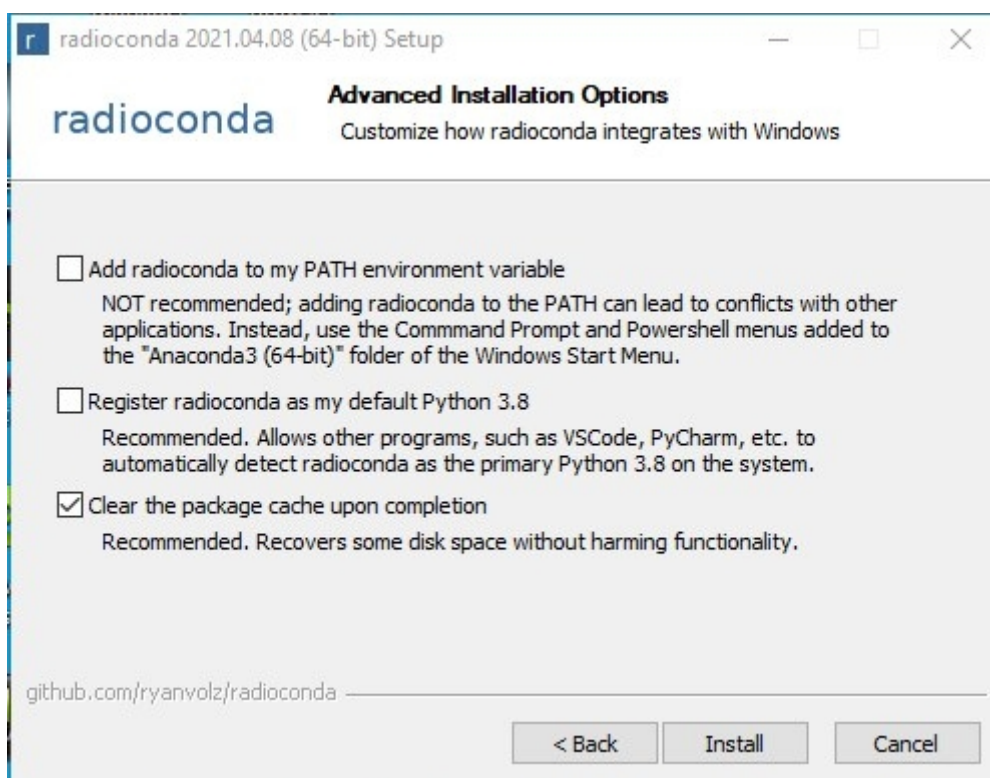 r radioconda 2021.04.08 (64-bit) Setup
radioconda
Advanced Installation Options
Customize how radioconda integrates with Windows
Add radioconda to my PATH environment variable
NOT recommended; adding radioconda to the PATH can lead to conflicts with other
applications. Instead, use the Commmand Prompt and Powershell menus added to
the "Anaconda3 (64-bit)" folder of the Windows Start Menu.
Register radioconda as my default Python 3.8
Recommended. Allows other programs, such as VSCode, PyCharm, etc. to
automatically detect radioconda as the primary Python 3.8 on the system.
Clear the package cache upon completion
Recommended. Recovers some disk space without harming functionality.
github.com/ryanvolz/radioconda
< Back Install Cancel